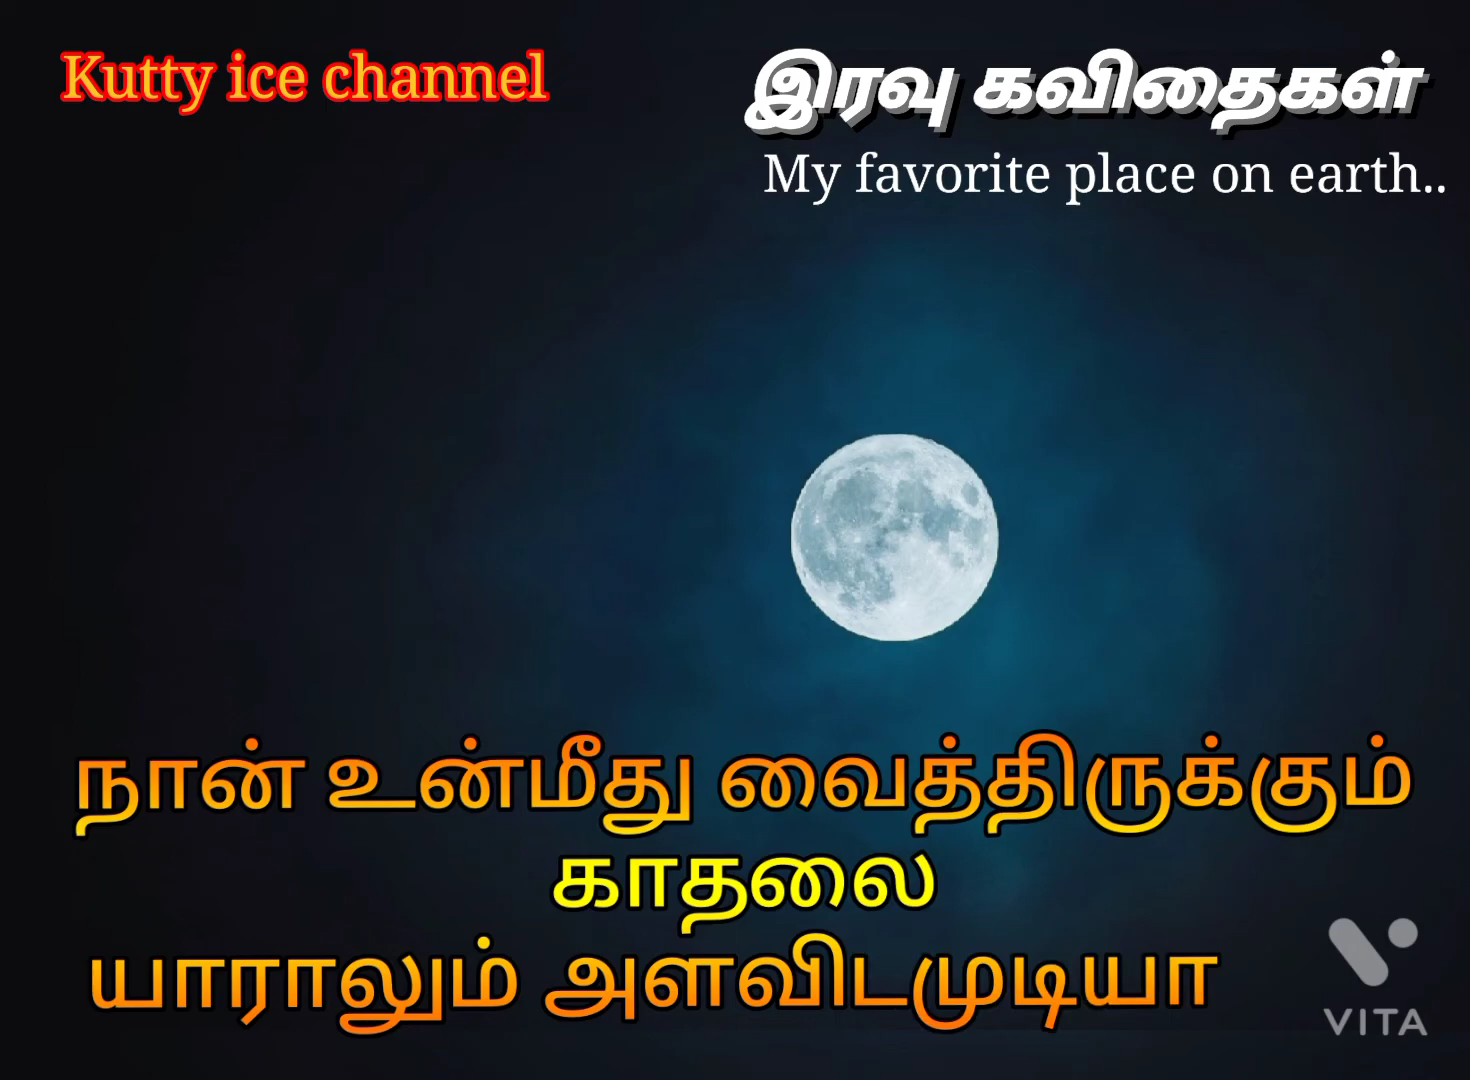 Kutty ice channel
இரவு கவிதைகள்
My favorite place on earth..
நான் உன்மீது வைத்திருக்கும்
காதலை
யாராலும் அளவிடமுடியா
VITA